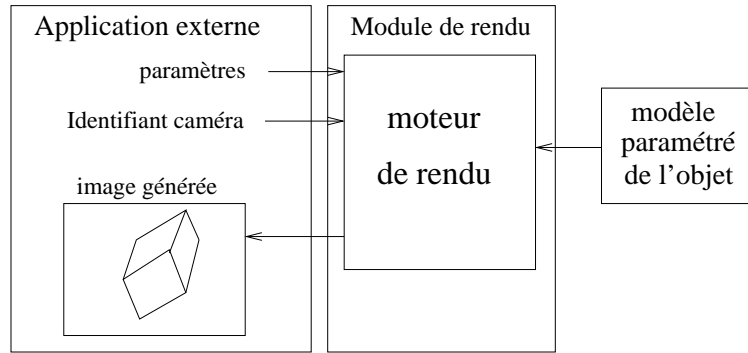 Application externe
paramètres
Identifiant caméra
image générée
Module de rendu
moteur
de rendu
modèle
paramétré
de l'objet